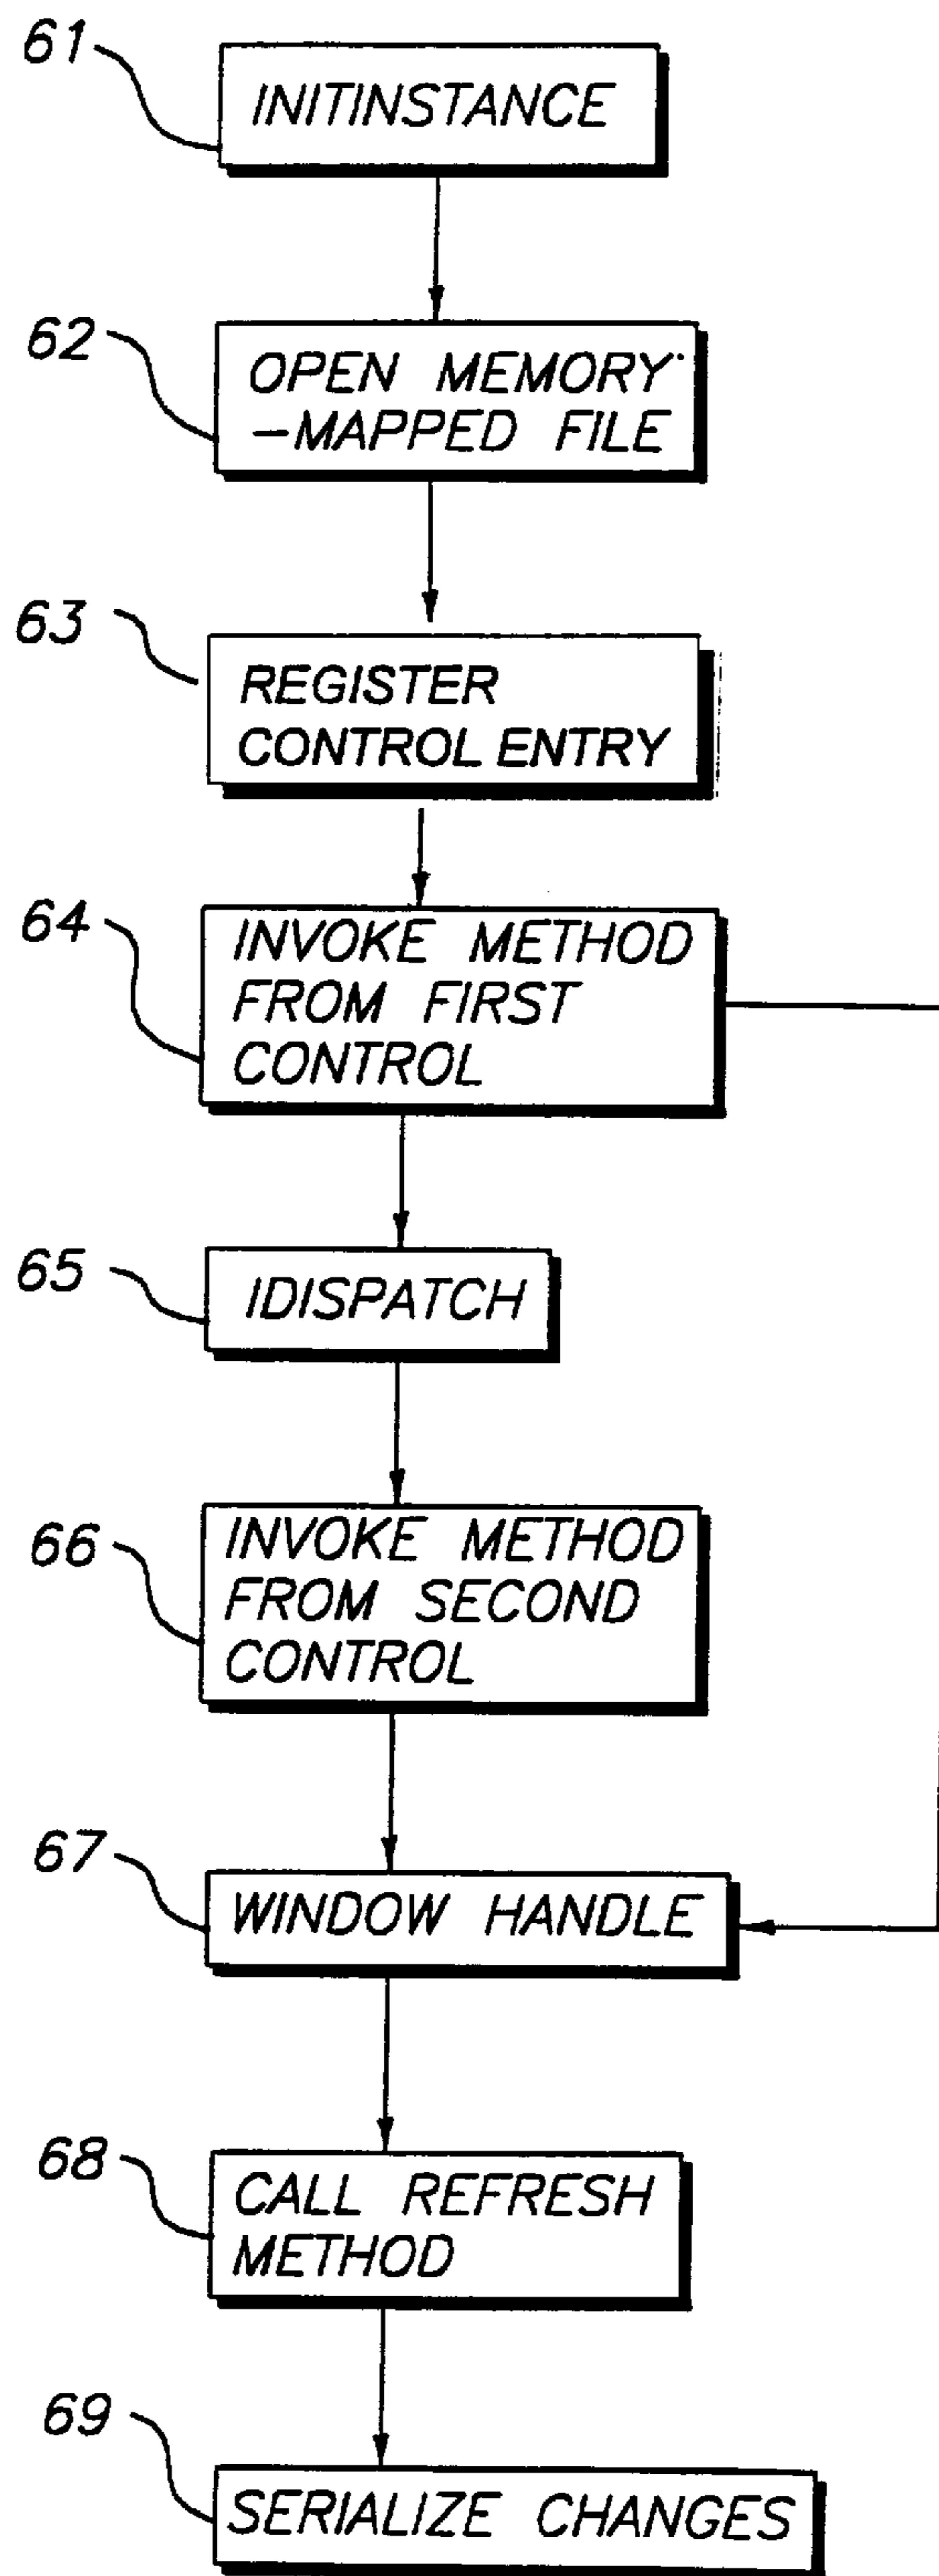 61
INITINSTANCE
62
OPEN MEMORY
-MAPPED FILE
63
REGISTER
CONTROL ENTRY
64
INVOKE METHOD
FROM FIRST
CONTROL
65
IDISPATCH
66
INVOKE METHOD
FROM SECOND
CONTROL
67
WINDOW HANDLE
68
CALL REFRESH
METHOD
69
SERIALIZE CHANGES